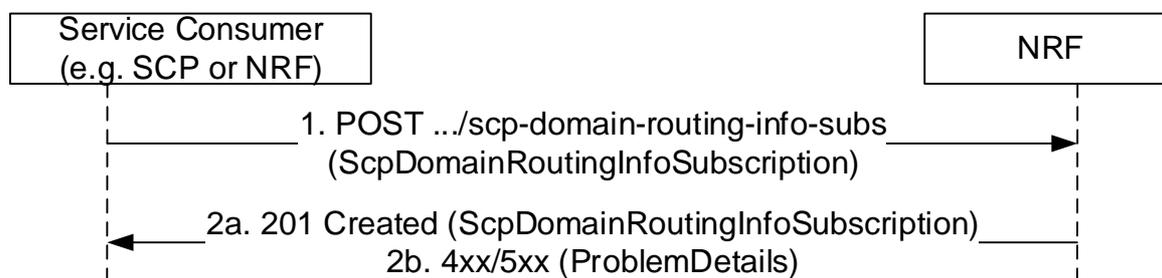 Service Consumer
(e.g. SCP or NRF)
NRF
1. POST .../scp-domain-routing-info-subs
(ScpDomainRoutingInfoSubscription)
2a. 201 Created (ScpDomainRoutingInfoSubscription)
2b. 4xx/5xx (ProblemDetails)